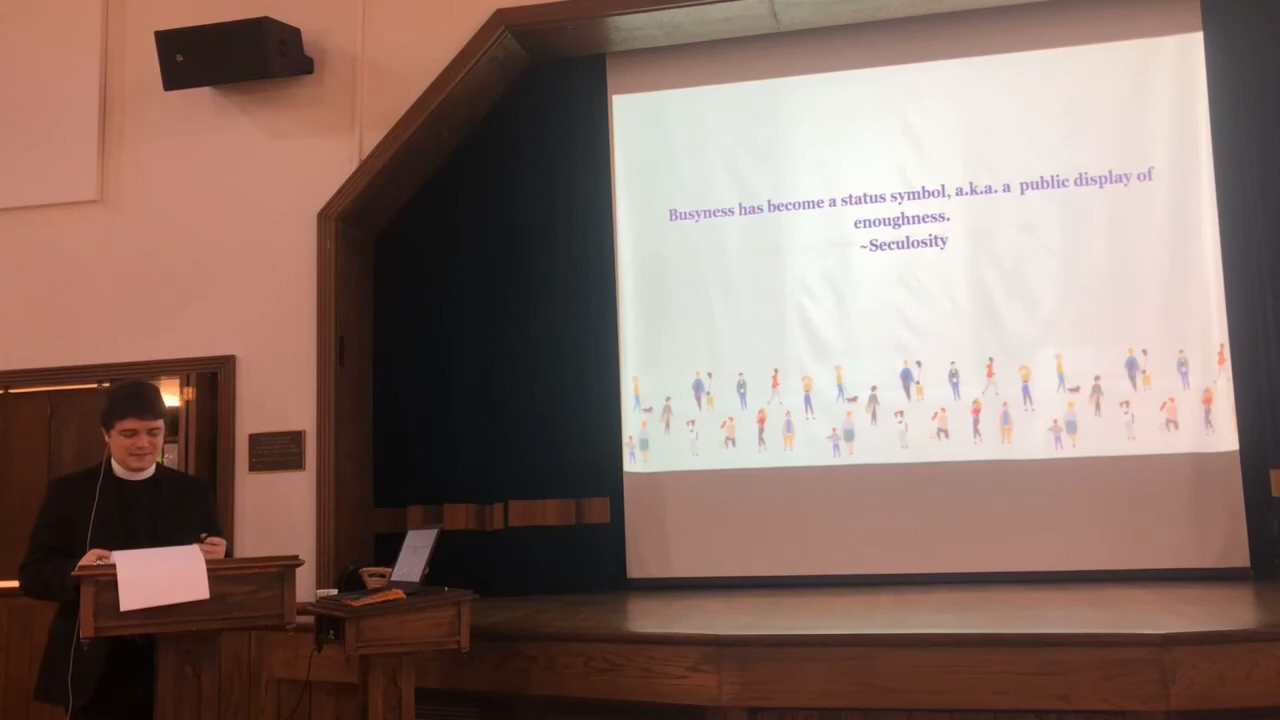 Busyness has become a status symbol, a.k.a. a public display of
enoughness.
~Seculosity